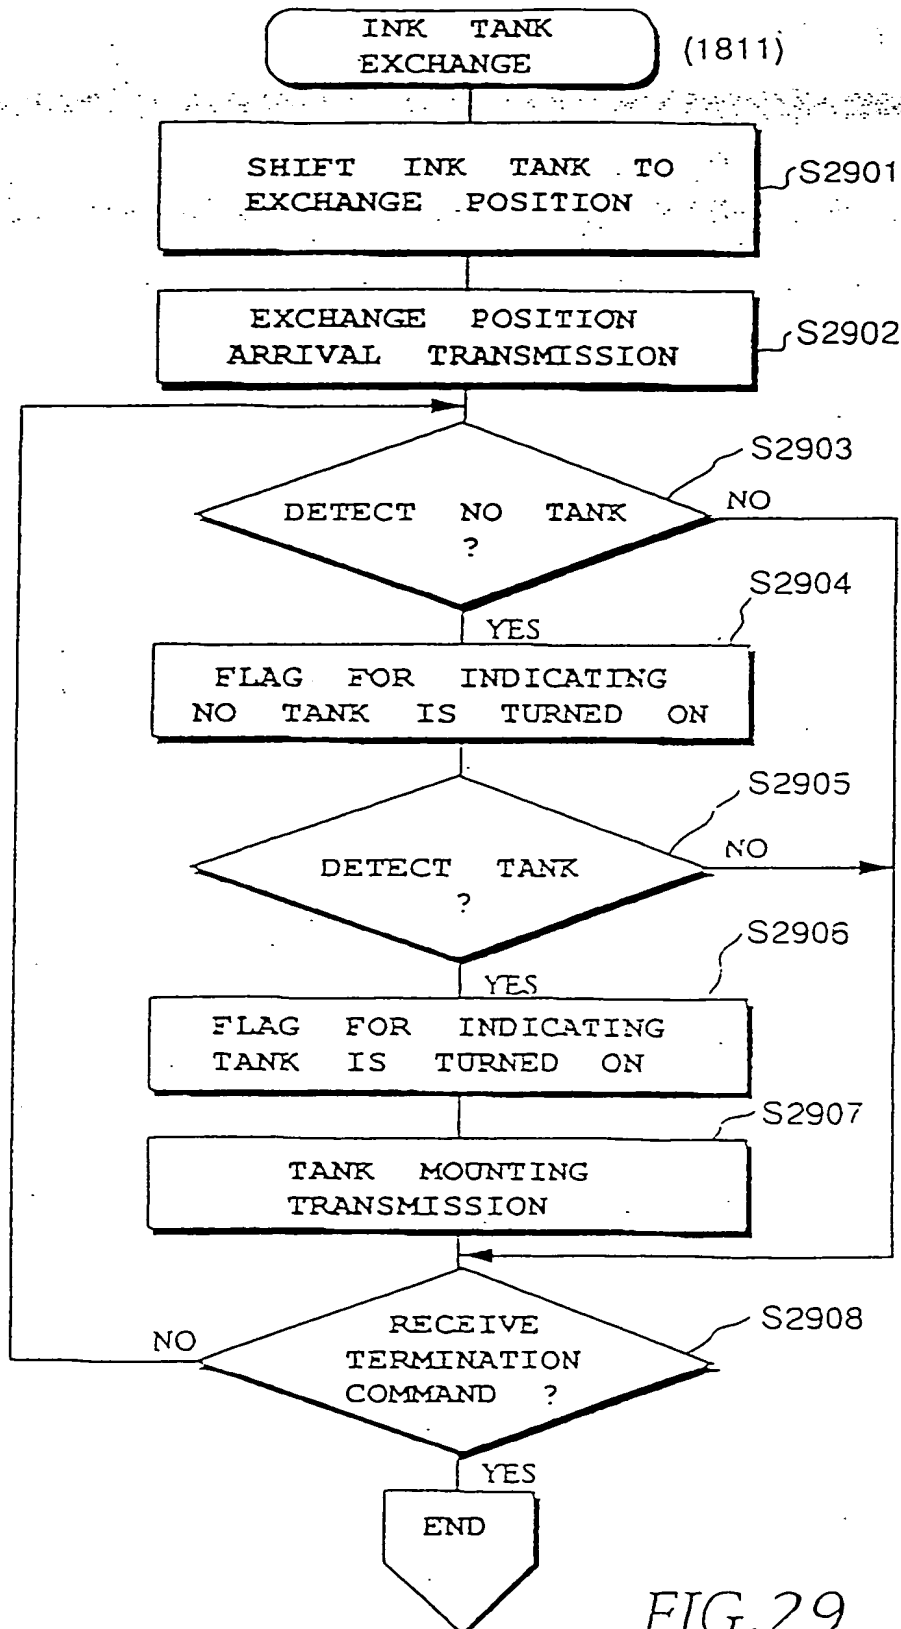 INK TANK
EXCHANGE
(1811)
SHIFT INK TANK TO
EXCHANGE POSITION
S2901
EXCHANGE POSITION
ARRIVAL TRANSMISSION
S2902
S2903
DETECT NO TANK
?
NO
YES
S2904
FLAG FOR INDICATING
NO TANK IS TURNED ON
S2905
DETECT TANK
?
NO
YES
S2906
FLAG FOR INDICATING
TANK IS TURNED ON
S2907
TANK MOUNTING
TRANSMISSION
S2908
RECEIVE
TERMINATION
COMMAND ?
NO
YES
END
FIG.29